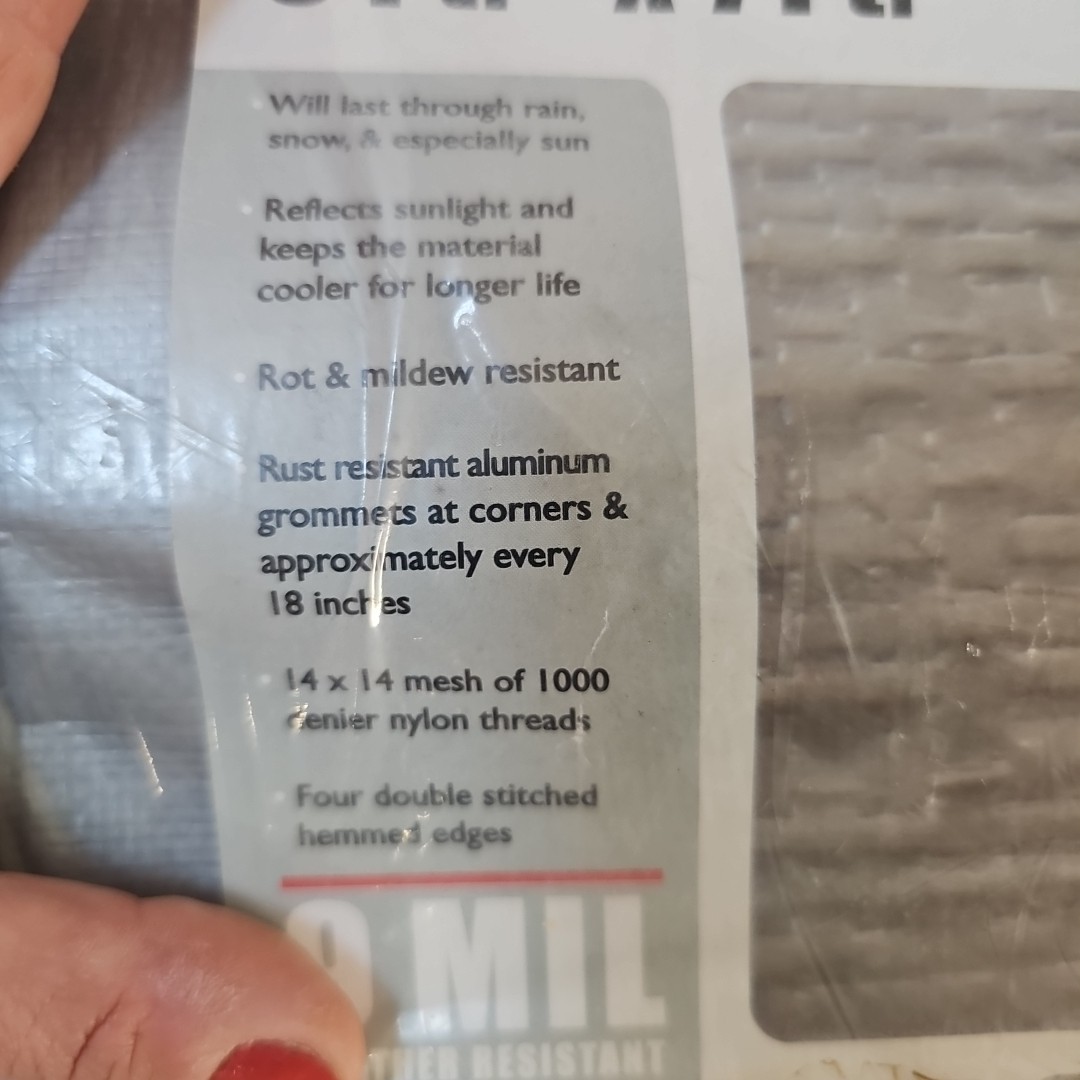 Will last through rain,
snow, & especially sun
Reflects sunlight and
keeps the material
cooler for longer life
Rot & mildew resistant
Rust resistant aluminum
grommets at corners &
approximately every
18 inches
14 x 14 mesh of 1000
denier nylon threads
Four double stitched
hemmed edges
MIL
RESISTANT